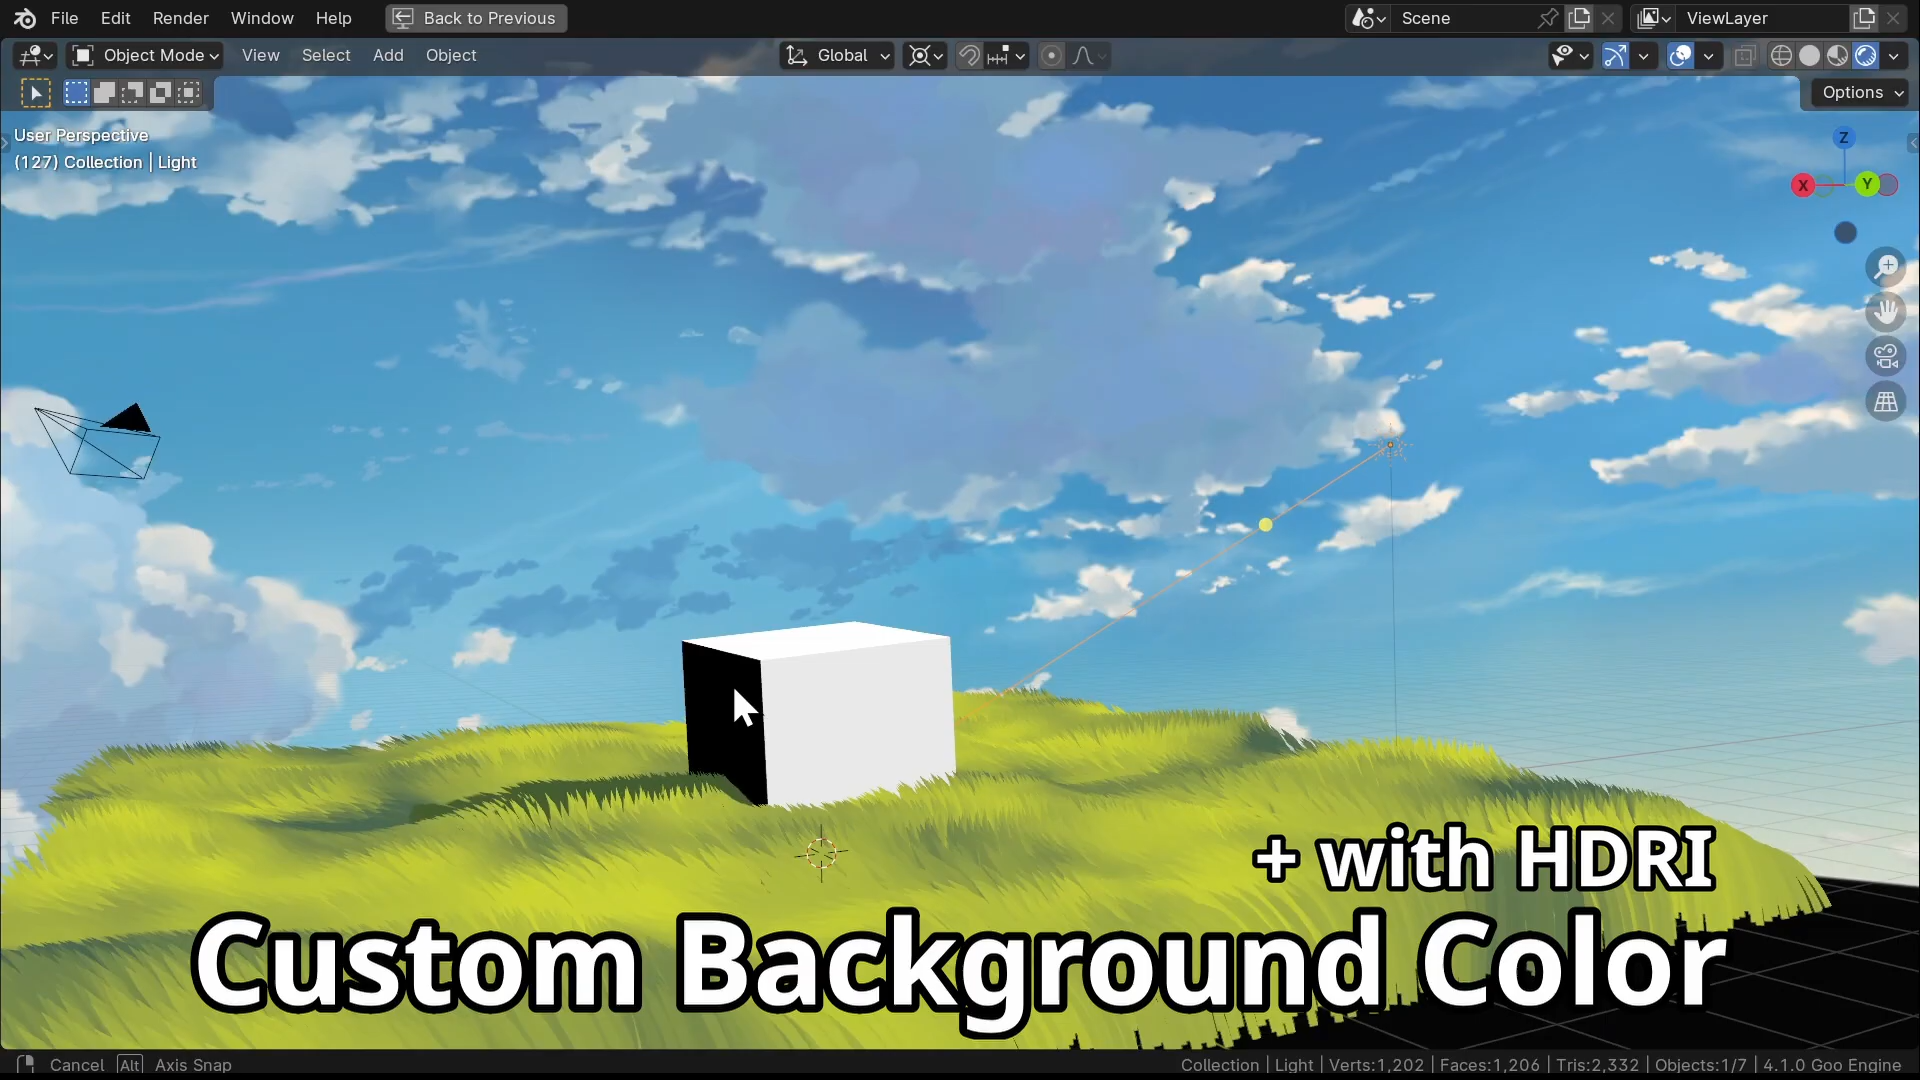 File Edit Render Window Help Back to Previous Scene ViewLayer
Object Mode View Select Add Object Global
Options
User Perspective
(127) Collection | Light
Z
X Y
+ with HDRI
Custom Background Color
Cancel Alt Axis Snap Collection | Light | Verts:1,202 | Faces:1,206 | Tris:2,332 | Objects:1/7 | 4.1.0 Goo Engine